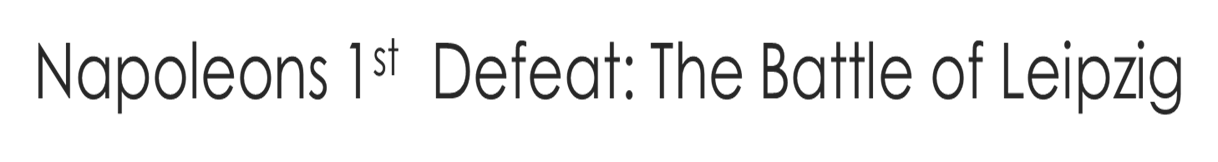 Napoleons 1st Defeat: The Battle of Leipzig